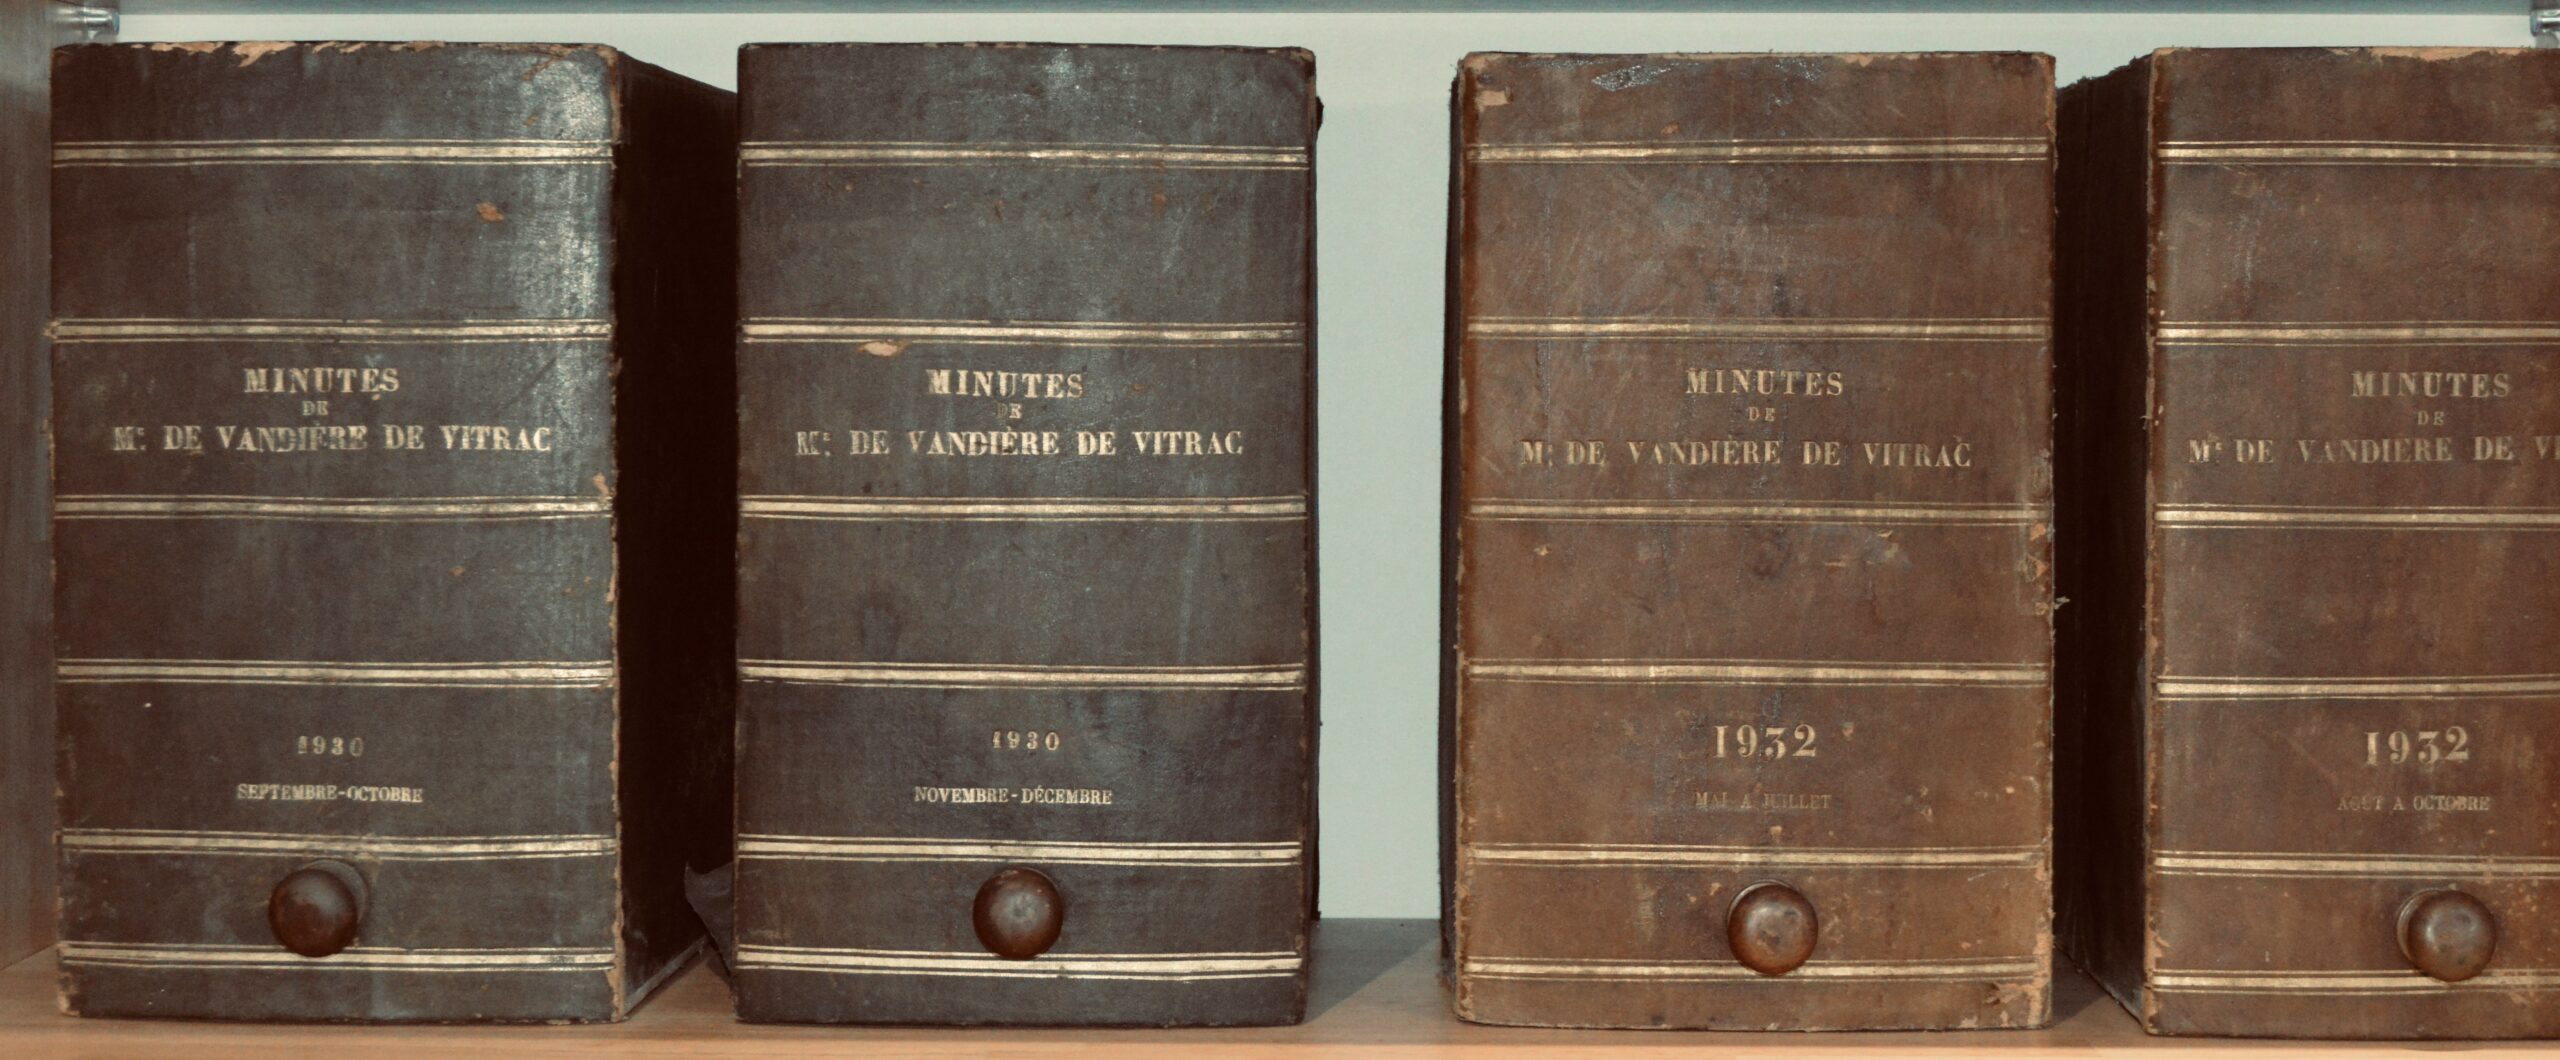 MINUTES
DE
Me. DE VANDIÈRE DE VITRAC
1930
SEPTEMBRE-OCTOBRE
MINUTES
DE
Me. DE VANDIÈRE DE VITRAC
1930
NOVEMBRE-DÉCEMBRE
MINUTES
DE
Me. DE VANDIÈRE DE VITRAC
1932
MAI A JUILLET
MINUTES
DE
Me DE VANDIÈRE DE VI
1932
AOUT A OCTOBRE